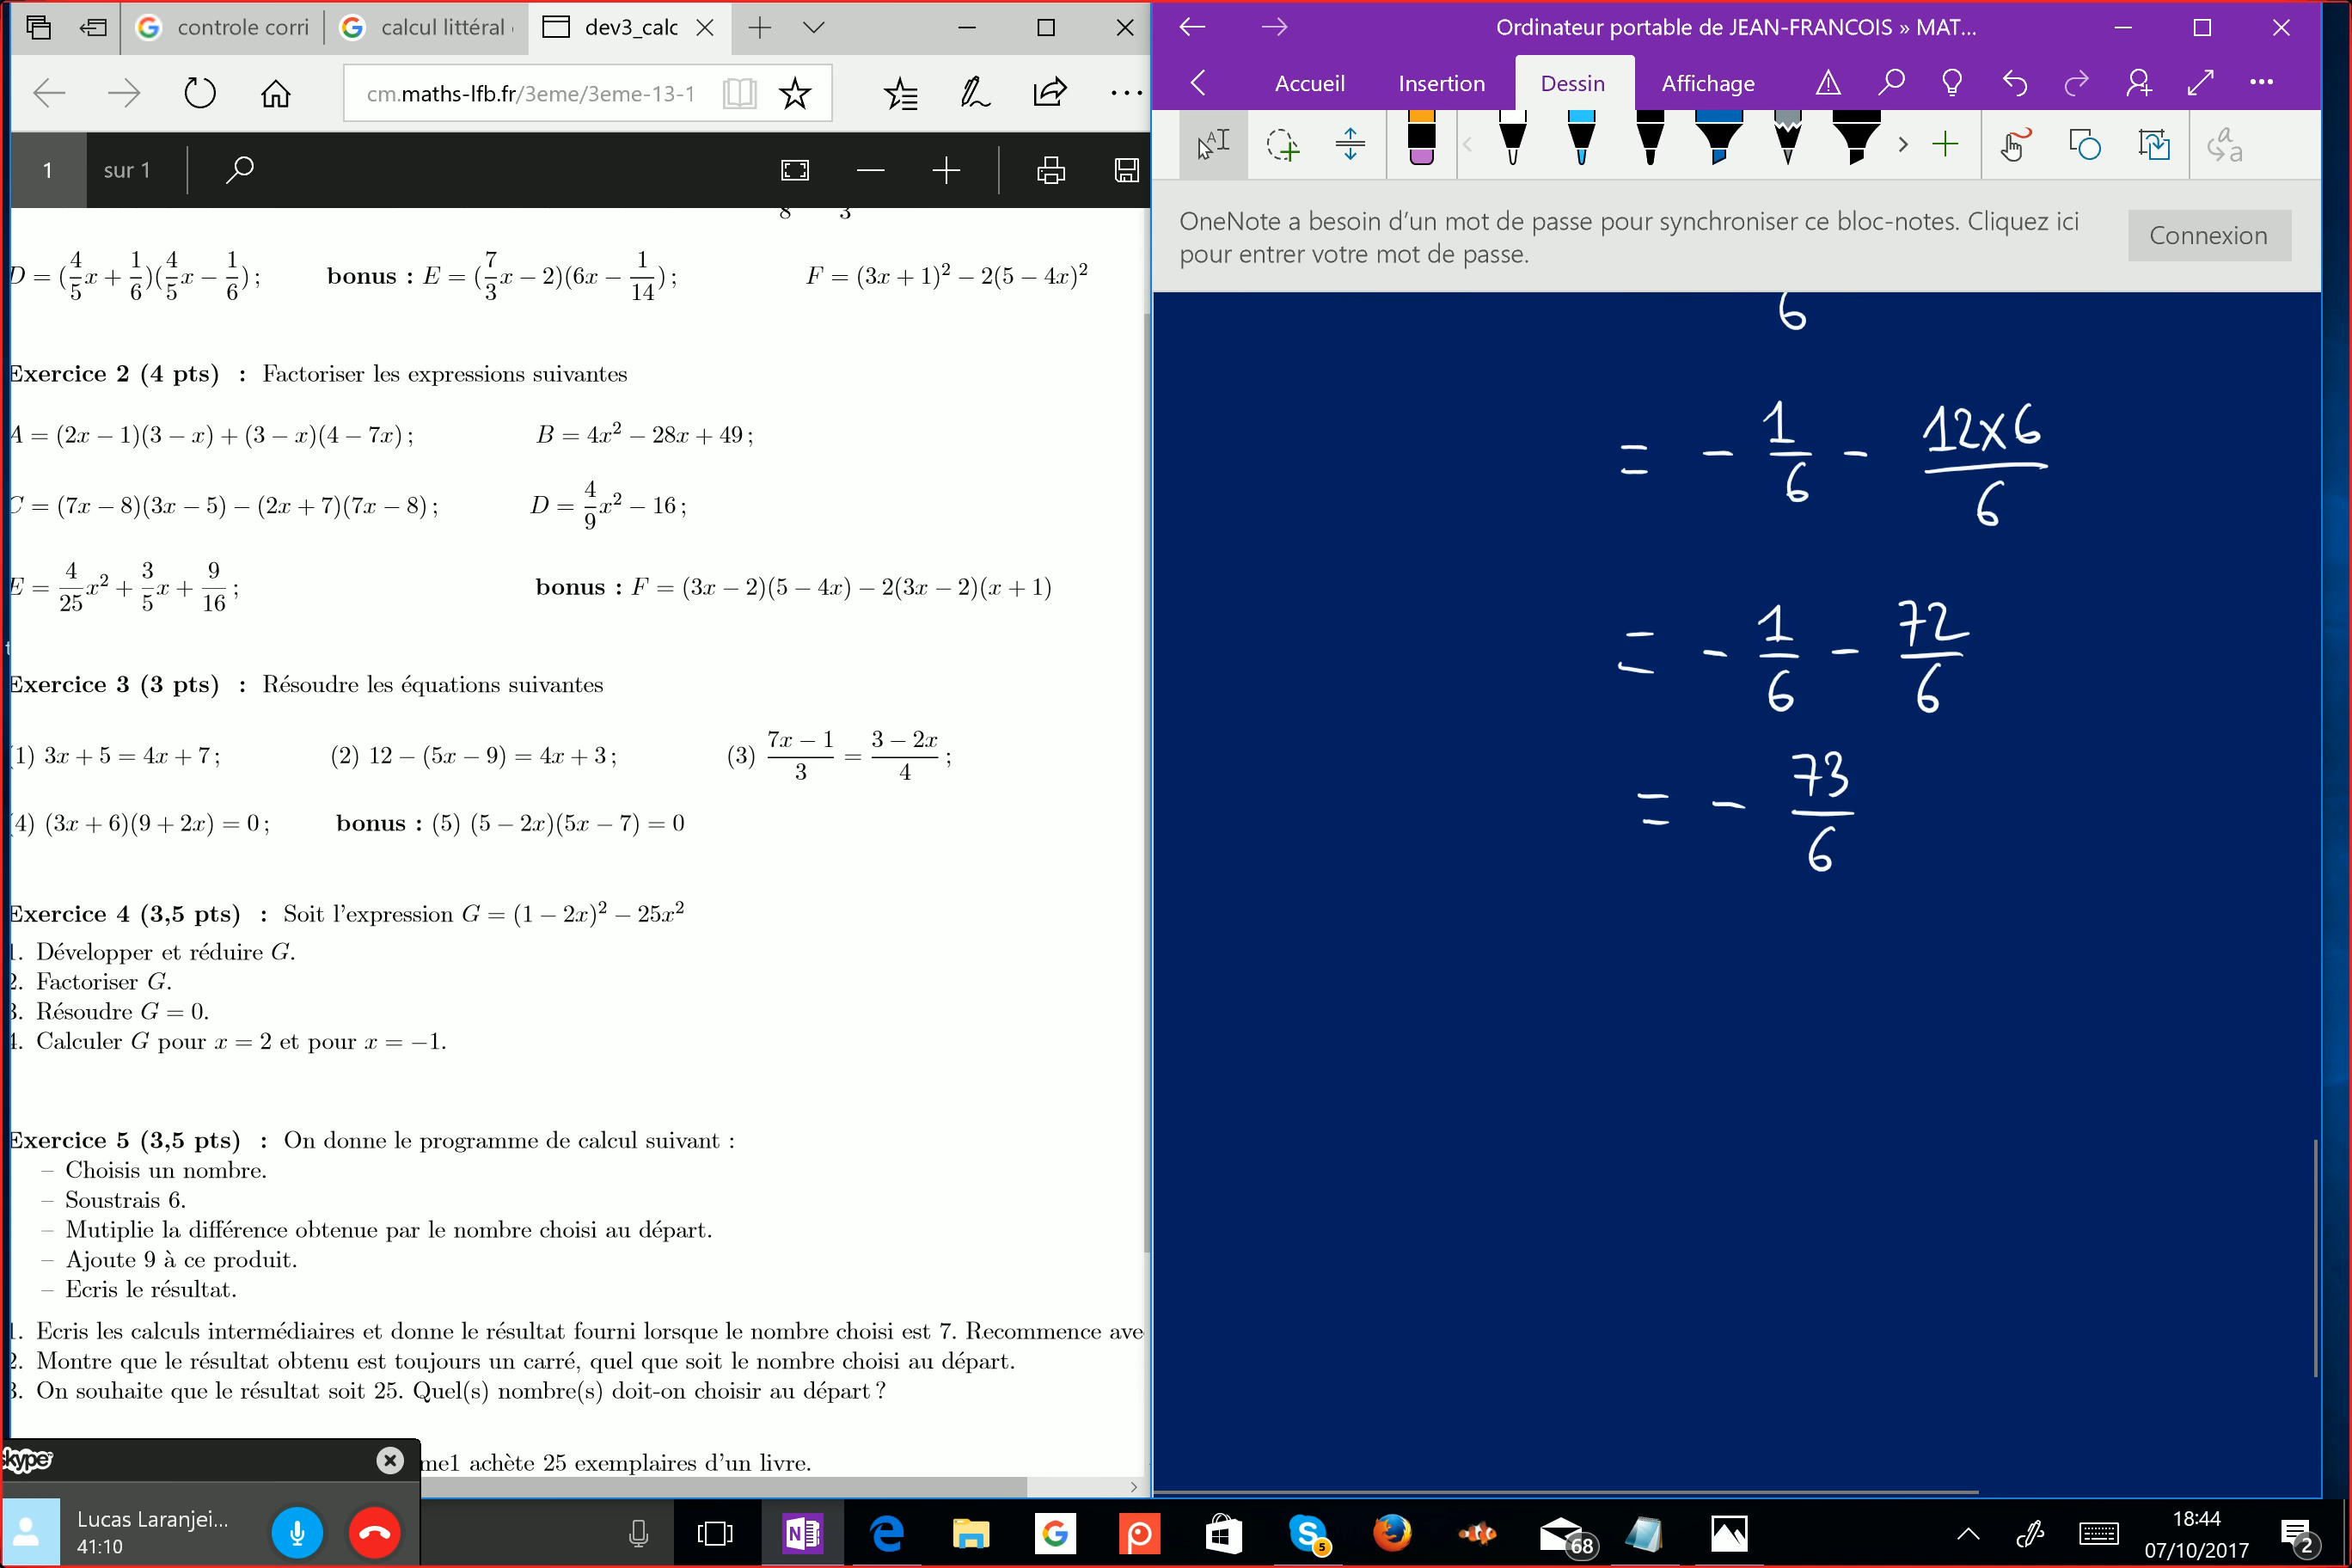 controle corri
calcul littéral
dev3_calc
cm.maths-lfb.fr/3eme/3eme-13-1
1 sur 1
8 3
D = (4/5 x + 1/6)(4/5 x − 1/6) ; bonus : E = (7/3 x − 2)(6x − 1/14) ; F = (3x + 1)² − 2(5 − 4x)²
Exercice 2 (4 pts) : Factoriser les expressions suivantes
A = (2x − 1)(3 − x) + (3 − x)(4 − 7x) ; B = 4x² − 28x + 49 ;
C = (7x − 8)(3x − 5) − (2x + 7)(7x − 8) ; D = 4/9 x² − 16 ;
E = 4/25 x² + 3/5 x + 9/16 ; bonus : F = (3x − 2)(5 − 4x) − 2(3x − 2)(x + 1)
Exercice 3 (3 pts) : Résoudre les équations suivantes
(1) 3x + 5 = 4x + 7 ; (2) 12 − (5x − 9) = 4x + 3 ; (3) (7x − 1)/3 = (3 − 2x)/4 ;
(4) (3x + 6)(9 + 2x) = 0 ; bonus : (5) (5 − 2x)(5x − 7) = 0
Exercice 4 (3,5 pts) : Soit l'expression G = (1 − 2x)² − 25x²
1. Développer et réduire G.
2. Factoriser G.
3. Résoudre G = 0.
4. Calculer G pour x = 2 et pour x = −1.
Exercice 5 (3,5 pts) : On donne le programme de calcul suivant :
– Choisis un nombre.
– Soustrais 6.
– Mutiplie la différence obtenue par le nombre choisi au départ.
– Ajoute 9 à ce produit.
– Ecris le résultat.
1. Ecris les calculs intermédiaires et donne le résultat fourni lorsque le nombre choisi est 7. Recommence ave
2. Montre que le résultat obtenu est toujours un carré, quel que soit le nombre choisi au départ.
3. On souhaite que le résultat soit 25. Quel(s) nombre(s) doit-on choisir au départ ?
me1 achète 25 exemplaires d'un livre.
skype
Lucas Laranjei...
41:10
Ordinateur portable de JEAN-FRANCOIS » MAT...
Accueil Insertion Dessin Affichage
OneNote a besoin d'un mot de passe pour synchroniser ce bloc-notes. Cliquez ici
pour entrer votre mot de passe.
Connexion
6
= - 1/6 - 12x6/6
= - 1/6 - 72/6
= - 73/6
5
68
18:44
07/10/2017
2